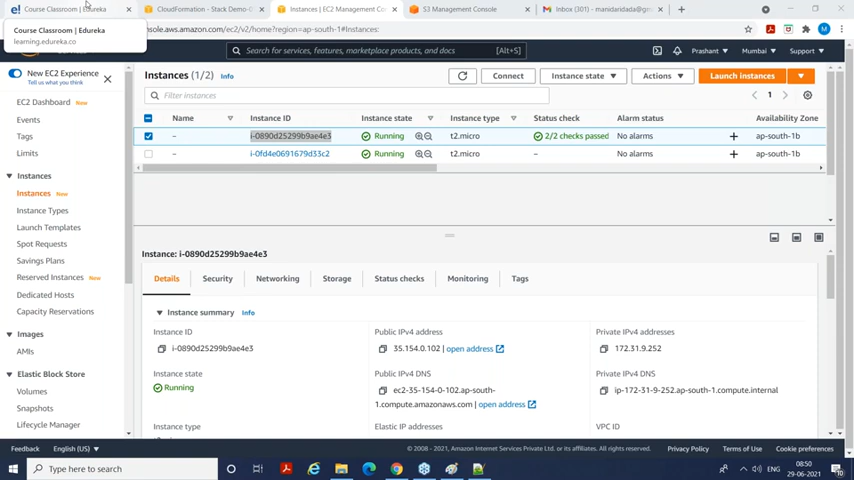 Course Classroom | Edureka
CloudFormation - Stack Demo-
Instances | EC2 Management Con
S3 Management Console
Inbox (301) - manidaridada@gm
Course Classroom | Edureka
learning.edureka.co
console.aws.amazon.com/ec2/v2/home?region=ap-south-1#Instances:
Search for services, features, marketplace products, and docs [Alt+S]
Prashant
Mumbai
Support
New EC2 Experience
Tell us what you think
EC2 Dashboard New
Events
Tags
Limits
Instances
Instances New
Instance Types
Launch Templates
Spot Requests
Savings Plans
Reserved Instances New
Dedicated Hosts
Capacity Reservations
Images
AMIs
Elastic Block Store
Volumes
Snapshots
Lifecycle Manager
Instances (1/2) Info
Connect
Instance state
Actions
Launch instances
Filter instances
1
Name Instance ID Instance state Instance type Status check Alarm status Availability Zone
– i-0890d25299b9ae4e3 Running t2.micro 2/2 checks passed No alarms + ap-south-1b
– i-0fd4e0691679d33c2 Running t2.micro – No alarms + ap-south-1b
Instance: i-0890d25299b9ae4e3
Details Security Networking Storage Status checks Monitoring Tags
Instance summary Info
Instance ID
i-0890d25299b9ae4e3
Public IPv4 address
35.154.0.102 | open address
Private IPv4 addresses
172.31.9.252
Instance state
Running
Public IPv4 DNS
ec2-35-154-0-102.ap-south-
1.compute.amazonaws.com | open address
Private IPv4 DNS
ip-172-31-9-252.ap-south-1.compute.internal
Instance type
Elastic IP addresses
VPC ID
Feedback English (US)
© 2008 - 2021, Amazon Internet Services Private Ltd. or its affiliates. All rights reserved.
Privacy Policy Terms of Use Cookie preferences
Type here to search
ENG
08:50
29-06-2021
10